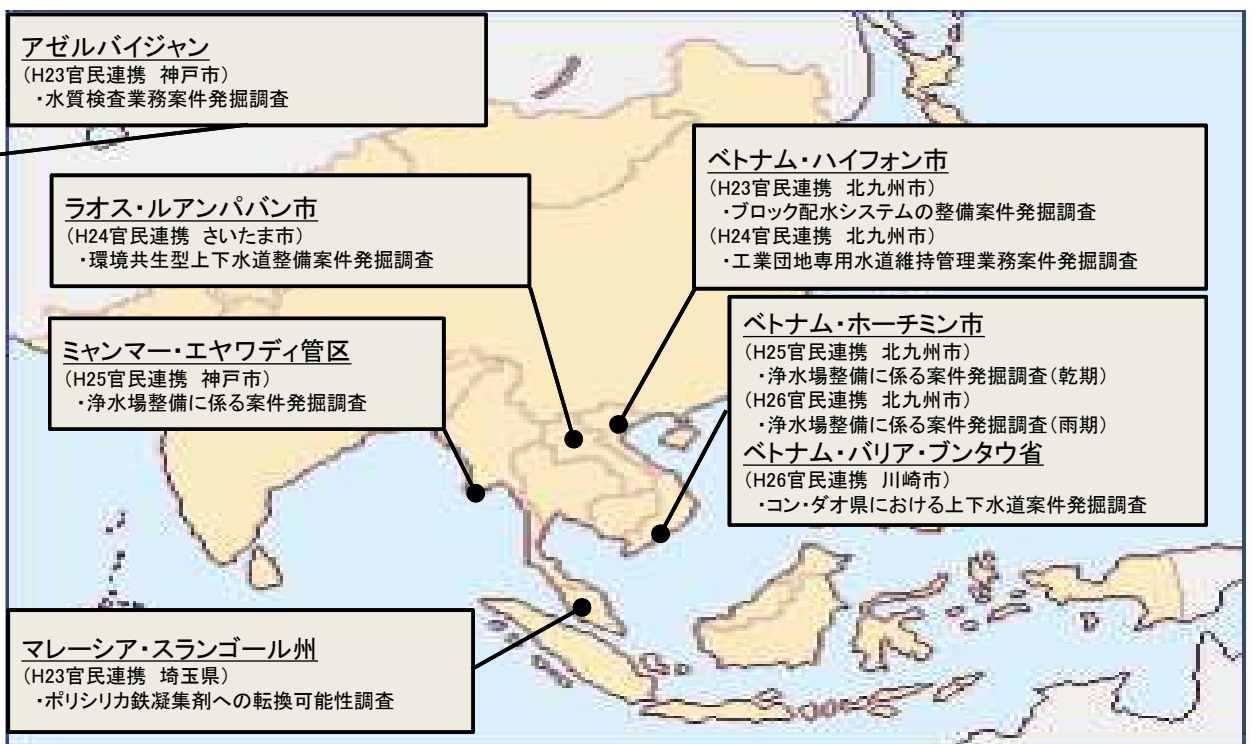 アゼルバイジャン
(H23官民連携 神戸市)
・水質検査業務案件発掘調査
ラオス・ルアンパバン市
(H24官民連携 さいたま市)
・環境共生型上下水道整備案件発掘調査
ミャンマー・エヤワディ管区
(H25官民連携 神戸市)
・浄水場整備に係る案件発掘調査
ベトナム・ハイフォン市
(H23官民連携 北九州市)
・ブロック配水システムの整備案件発掘調査
(H24官民連携 北九州市)
・工業団地専用水道維持管理業務案件発掘調査
ベトナム・ホーチミン市
(H25官民連携 北九州市)
・浄水場整備に係る案件発掘調査(乾期)
(H26官民連携 北九州市)
・浄水場整備に係る案件発掘調査(雨期)
ベトナム・バリア・ブンタウ省
(H26官民連携 川崎市)
・コン・ダオ県における上下水道案件発掘調査
マレーシア・スランゴール州
(H23官民連携 埼玉県)
・ポリシリカ鉄凝集剤への転換可能性調査